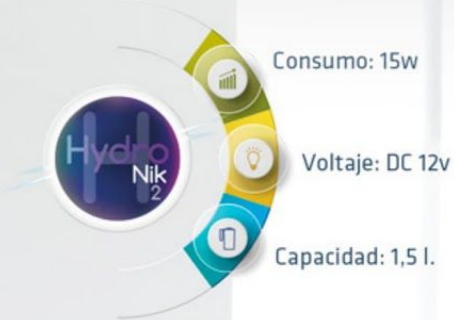 Consumo: 15w
Hydro
Nik
2
Voltaje: DC 12v
Capacidad: 1,5 l.